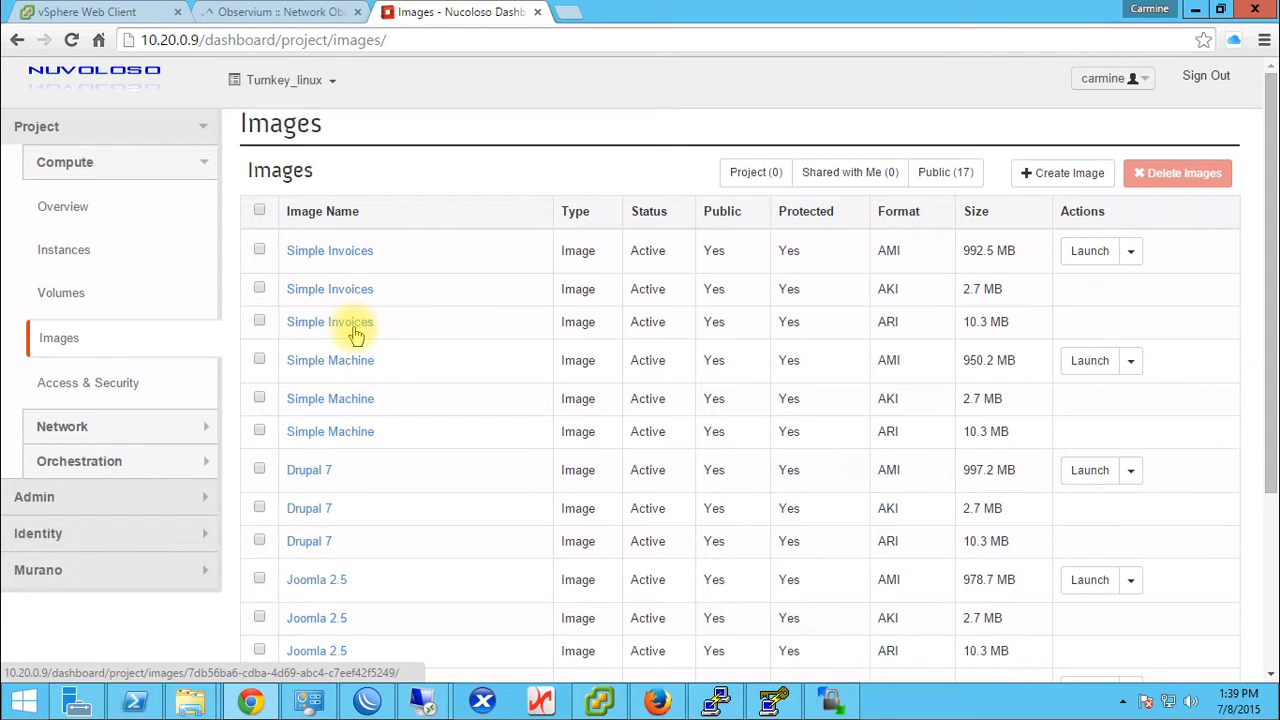 vSphere Web Client × Observium :: Network Obs × Images - Nucoloso Dashb × Carmine
10.20.0.9/dashboard/project/images/
NUVOLOSO Turnkey_linux carmine Sign Out
Project
Compute
Overview
Instances
Volumes
Images
Access & Security
Network
Orchestration
Admin
Identity
Murano
Images
Images Project (0) Shared with Me (0) Public (17) + Create Image × Delete Images
Image Name Type Status Public Protected Format Size Actions
Simple Invoices Image Active Yes Yes AMI 992.5 MB Launch
Simple Invoices Image Active Yes Yes AKI 2.7 MB
Simple Invoices Image Active Yes Yes ARI 10.3 MB
Simple Machine Image Active Yes Yes AMI 950.2 MB Launch
Simple Machine Image Active Yes Yes AKI 2.7 MB
Simple Machine Image Active Yes Yes ARI 10.3 MB
Drupal 7 Image Active Yes Yes AMI 997.2 MB Launch
Drupal 7 Image Active Yes Yes AKI 2.7 MB
Drupal 7 Image Active Yes Yes ARI 10.3 MB
Joomla 2.5 Image Active Yes Yes AMI 978.7 MB Launch
Joomla 2.5 Image Active Yes Yes AKI 2.7 MB
Joomla 2.5 Image Active Yes Yes ARI 10.3 MB
10.20.0.9/dashboard/project/images/7db56ba6-cdba-4d69-abc4-c7eef42f5249/
1:39 PM
7/8/2015